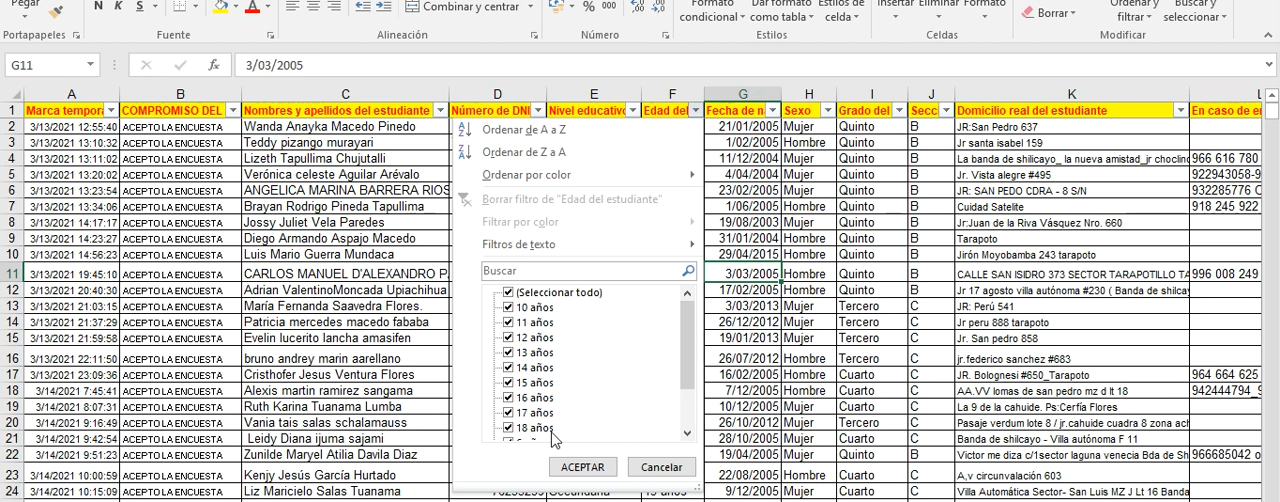 Pegar N K S Combinar y centrar % 000 Formato condicional Dar formato como tabla Estilos de celda Insertar Eliminar Formato Borrar Ordenar y filtrar Buscar y seleccionar
Portapapeles Fuente Alineación Número Estilos Celdas Modificar
G11 fx 3/03/2005
A B C D E F G H I J K L
1 Marca tempora COMPROMISO DEL Nombres y apellidos del estudiante Número de DNI Nivel educativo Edad del Fecha de n Sexo Grado del Secc Domicilio real del estudiante En caso de e
2 3/13/2021 12:55:40 ACEPTO LA ENCUESTA Wanda Anayka Macedo Pinedo 21/01/2005 Mujer Quinto B JR:San Pedro 637
3 3/13/2021 13:10:32 ACEPTO LA ENCUESTA Teddy pizango murayari 1/02/2005 Hombre Quinto B Jr santa isabel 159
4 3/13/2021 13:11:02 ACEPTO LA ENCUESTA Lizeth Tapullima Chujutalli 11/12/2004 Mujer Quinto B La banda de shilcayo_ la nueva amistad_jr choclino 966 616 780
5 3/13/2021 13:20:02 ACEPTO LA ENCUESTA Verónica celeste Aguilar Arévalo 4/04/2004 Mujer Quinto B Jr. Vista alegre #495 922943058-9
6 3/13/2021 13:23:54 ACEPTO LA ENCUESTA ANGELICA MARINA BARRERA RIOS 23/02/2005 Mujer Quinto B JR: SAN PEDO CDRA - 8 S/N 932285776 O
7 3/13/2021 13:34:06 ACEPTO LA ENCUESTA Brayan Rodrigo Pineda Tapullima 1/06/2005 Hombre Quinto B Cuidad Satelite 918 245 922
8 3/13/2021 14:17:17 ACEPTO LA ENCUESTA Jossy Juliet Vela Paredes 19/08/2003 Mujer Quinto B Jr:Juan de la Riva Vásquez Nro. 660
9 3/13/2021 14:23:27 ACEPTO LA ENCUESTA Diego Armando Aspajo Macedo 31/01/2004 Hombre Quinto B Tarapoto
10 3/13/2021 14:56:23 ACEPTO LA ENCUESTA Luis Mario Guerra Mundaca 29/04/2015 Hombre Quinto B Jirón Moyobamba 243 tarapoto
11 3/13/2021 19:45:10 ACEPTO LA ENCUESTA CARLOS MANUEL D'ALEXANDRO P 3/03/2005 Hombre Quinto B CALLE SAN ISIDRO 373 SECTOR TARAPOTILLO TA 996 008 249
12 3/13/2021 20:40:30 ACEPTO LA ENCUESTA Adrian ValentinoMoncada Upiachihua 17/02/2005 Hombre Quinto B Jr 17 agosto villa autónoma #230 ( Banda de shilcay
13 3/13/2021 21:03:15 ACEPTO LA ENCUESTA María Fernanda Saavedra Flores. 3/03/2013 Mujer Tercero C JR: Perú 541
14 3/13/2021 21:37:29 ACEPTO LA ENCUESTA Patricia mercedes macedo fababa 26/12/2012 Mujer Tercero C Jr peru 888 tarapoto
15 3/13/2021 21:59:58 ACEPTO LA ENCUESTA Evelin lucerito lancha amasifen 19/01/2013 Mujer Tercero C Jr. San pedro 858
16 3/13/2021 22:11:50 ACEPTO LA ENCUESTA bruno andrey marin aarellano 26/07/2012 Hombre Tercero C jr.federico sanchez #683
17 3/13/2021 23:09:36 ACEPTO LA ENCUESTA Cristhofer Jesus Ventura Flores 16/02/2005 Hombre Cuarto C JR. Bolognesi #650_Tarapoto 964 664 625
18 3/14/2021 7:45:41 ACEPTO LA ENCUESTA Alexis martin ramirez sangama 7/12/2005 Hombre Cuarto C AA.VV lomas de san pedro mz d lt 18 942444794_
19 3/14/2021 8:07:31 ACEPTO LA ENCUESTA Ruth Karina Tuanama Lumba 10/12/2005 Mujer Cuarto C La 9 de la cahuide. Ps:Cerfía Flores
20 3/14/2021 9:16:49 ACEPTO LA ENCUESTA Vania tais salas schalamauss 26/10/2012 Mujer Cuarto C Pasaje verdum lote 8 / jr.cahuide cuadra 8 zona ach
21 3/14/2021 9:42:54 ACEPTO LA ENCUESTA Leidy Diana ijuma sajami 28/10/2005 Mujer Cuarto C Banda de shilcayo - Villa autónoma F 11
22 3/14/2021 9:51:23 ACEPTO LA ENCUESTA Zunilde Maryel Atilia Davila Diaz 19/04/2005 Mujer Cuarto C Victor me diza c/1sector laguna venecia Bda de Sh 966685042 o
23 3/14/2021 10:00:59 ACEPTO LA ENCUESTA Kenjy Jesús García Hurtado 22/08/2005 Hombre Cuarto C A,v circunvalación 603
24 3/14/2021 10:15:09 ACEPTO LA ENCUESTA Liz Maricielo Salas Tuanama 9/12/2005 Mujer Cuarto C Villa Automática Sector- San Luis MZ J Lt 16 Banda
Ordenar de A a Z
Ordenar de Z a A
Ordenar por color
Borrar filtro de "Edad del estudiante"
Filtrar por color
Filtros de texto
Buscar
(Seleccionar todo)
10 años
11 años
12 años
13 años
14 años
15 años
16 años
17 años
18 años
ACEPTAR Cancelar